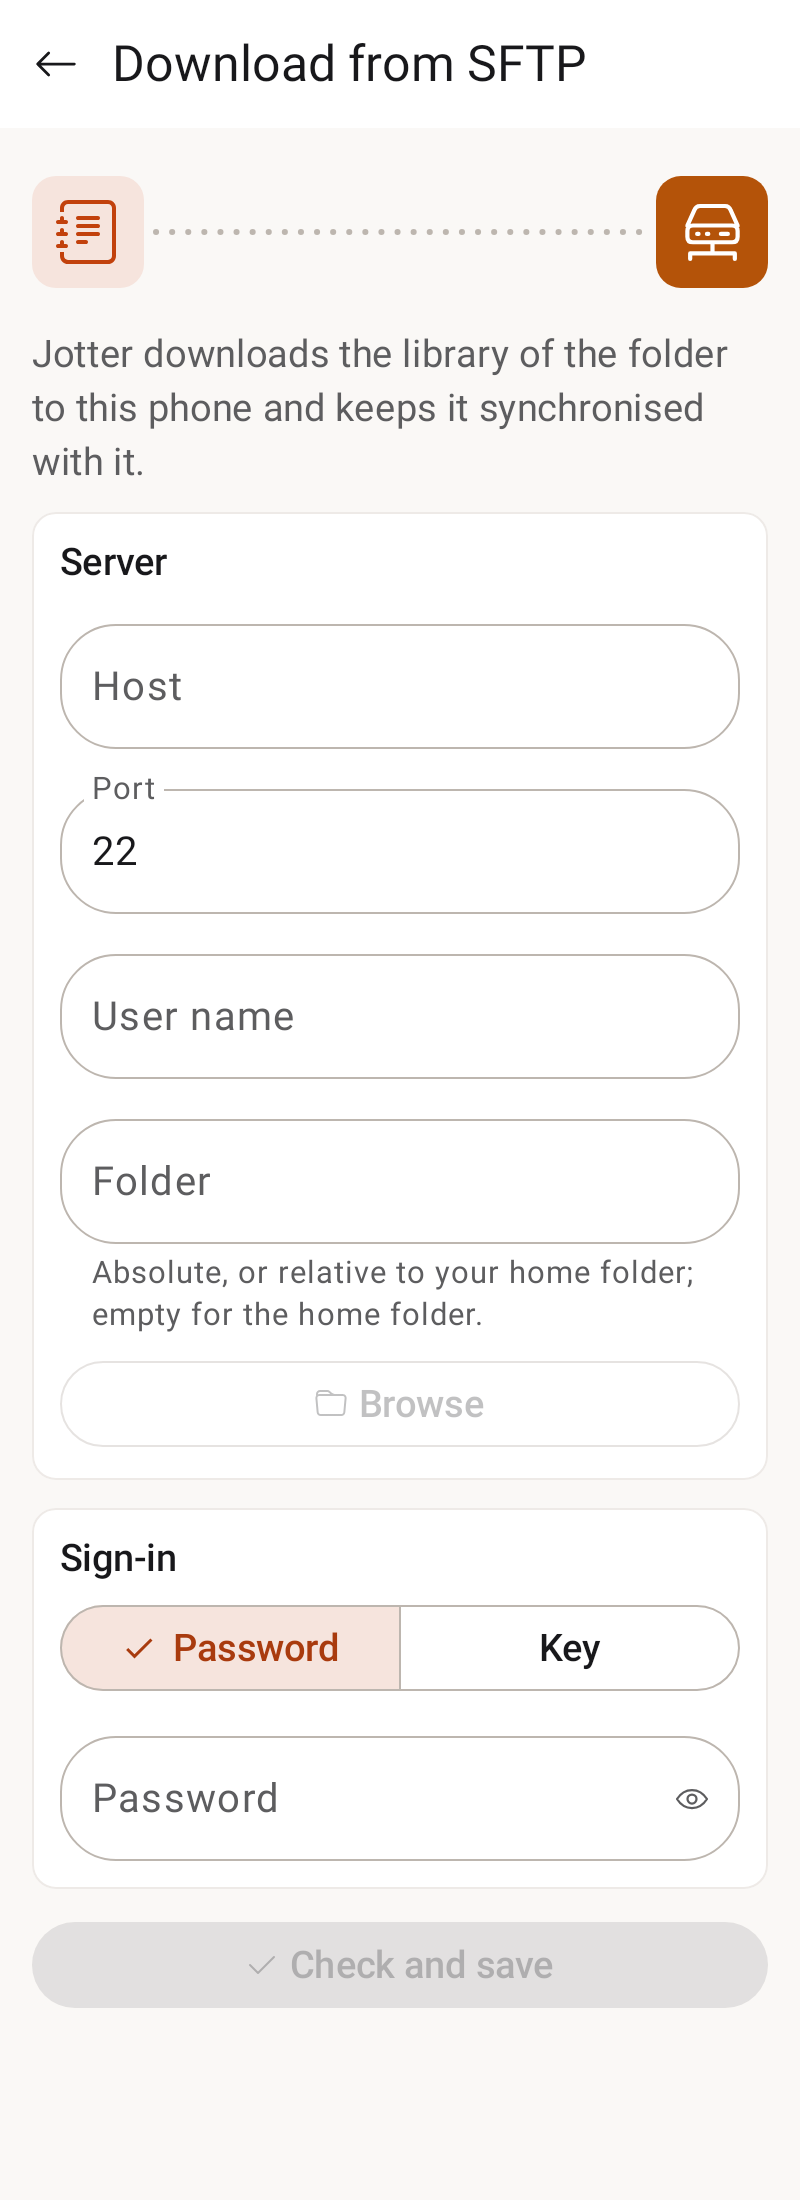 Download from SFTP
Jotter downloads the library of the folder
to this phone and keeps it synchronised
with it.
Server
Host
Port
22
User name
Folder
Absolute, or relative to your home folder;
empty for the home folder.
Browse
Sign-in
Password
Key
Password
Check and save